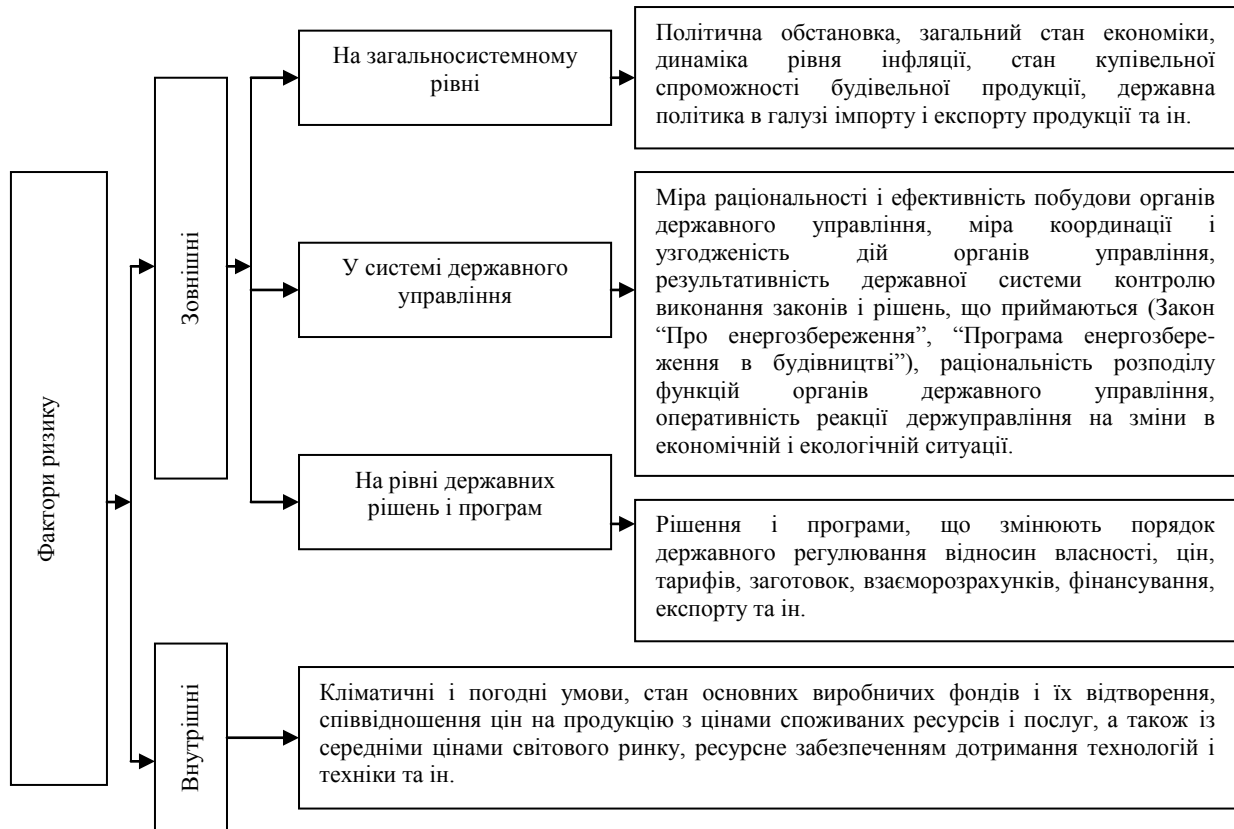 Фактори ризику
Зовнішні
На загальносистемному
рівні
Політична обстановка, загальний стан економіки,
динаміка рівня інфляції, стан купівельної
спроможності будівельної продукції, державна
політика в галузі імпорту і експорту продукції та ін.
У системі державного
управління
Міра раціональності і ефективність побудови органів
державного управління, міра координації і
узгодженість дій органів управління,
результативність державної системи контролю
виконання законів і рішень, що приймаються (Закон
“Про енергозбереження”, “Програма енергозбере-
ження в будівництві”), раціональність розподілу
функцій органів державного управління,
оперативність реакції держуправління на зміни в
економічній і екологічній ситуації.
На рівні державних
рішень і програм
Рішення і програми, що змінюють порядок
державного регулювання відносин власності, цін,
тарифів, заготовок, взаєморозрахунків, фінансування,
експорту та ін.
Внутрішні
Кліматичні і погодні умови, стан основних виробничих фондів і їх відтворення,
співвідношення цін на продукцію з цінами споживаних ресурсів і послуг, а також із
середніми цінами світового ринку, ресурсне забезпеченням дотримання технологій і
техніки та ін.